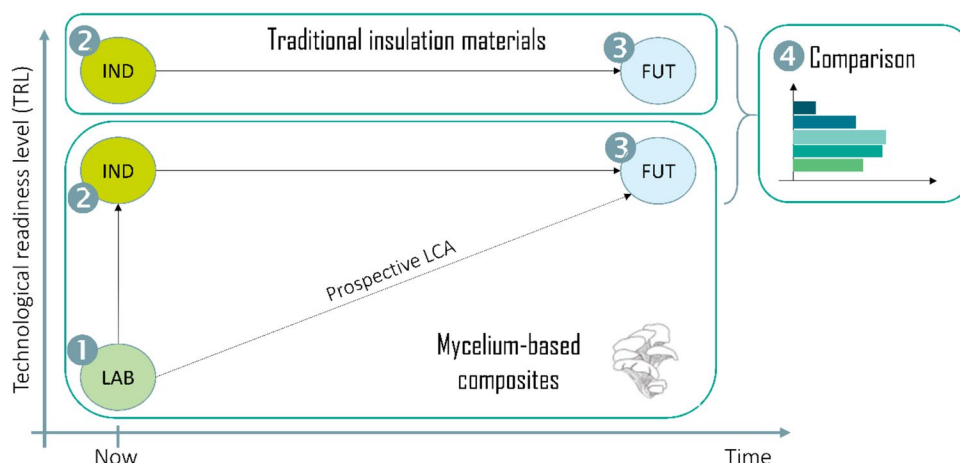 Technological readiness level (TRL)
2
IND
Traditional insulation materials
3
FUT
4 Comparison
IND
2
3
FUT
Prospective LCA
1
LAB
Mycelium-based
composites
Now
Time